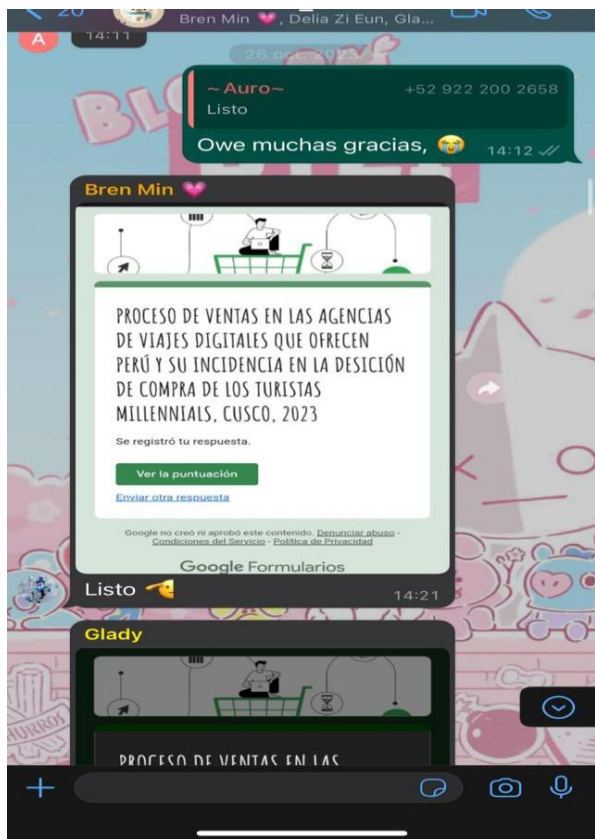 20
Bren Min 💗, Delia Zi Eun, Gla...
A
14:11
26 oct. 2023
BL
~ Auro~ +52 922 200 2658
Listo
Owe muchas gracias, 😭 14:12
Bren Min 💗
PROCESO DE VENTAS EN LAS AGENCIAS
DE VIAJES DIGITALES QUE OFRECEN
PERÚ Y SU INCIDENCIA EN LA DESICIÓN
DE COMPRA DE LOS TURISTAS
MILLENNIALS, CUSCO, 2023
Se registró tu respuesta.
Ver la puntuación
Enviar otra respuesta
Google no creó ni aprobó este contenido. Denunciar abuso -
Condiciones del Servicio - Política de Privacidad
Google Formularios
Listo 🫡 14:21
Glady
PROCESO DE VENTAS EN LAS
CHURROS